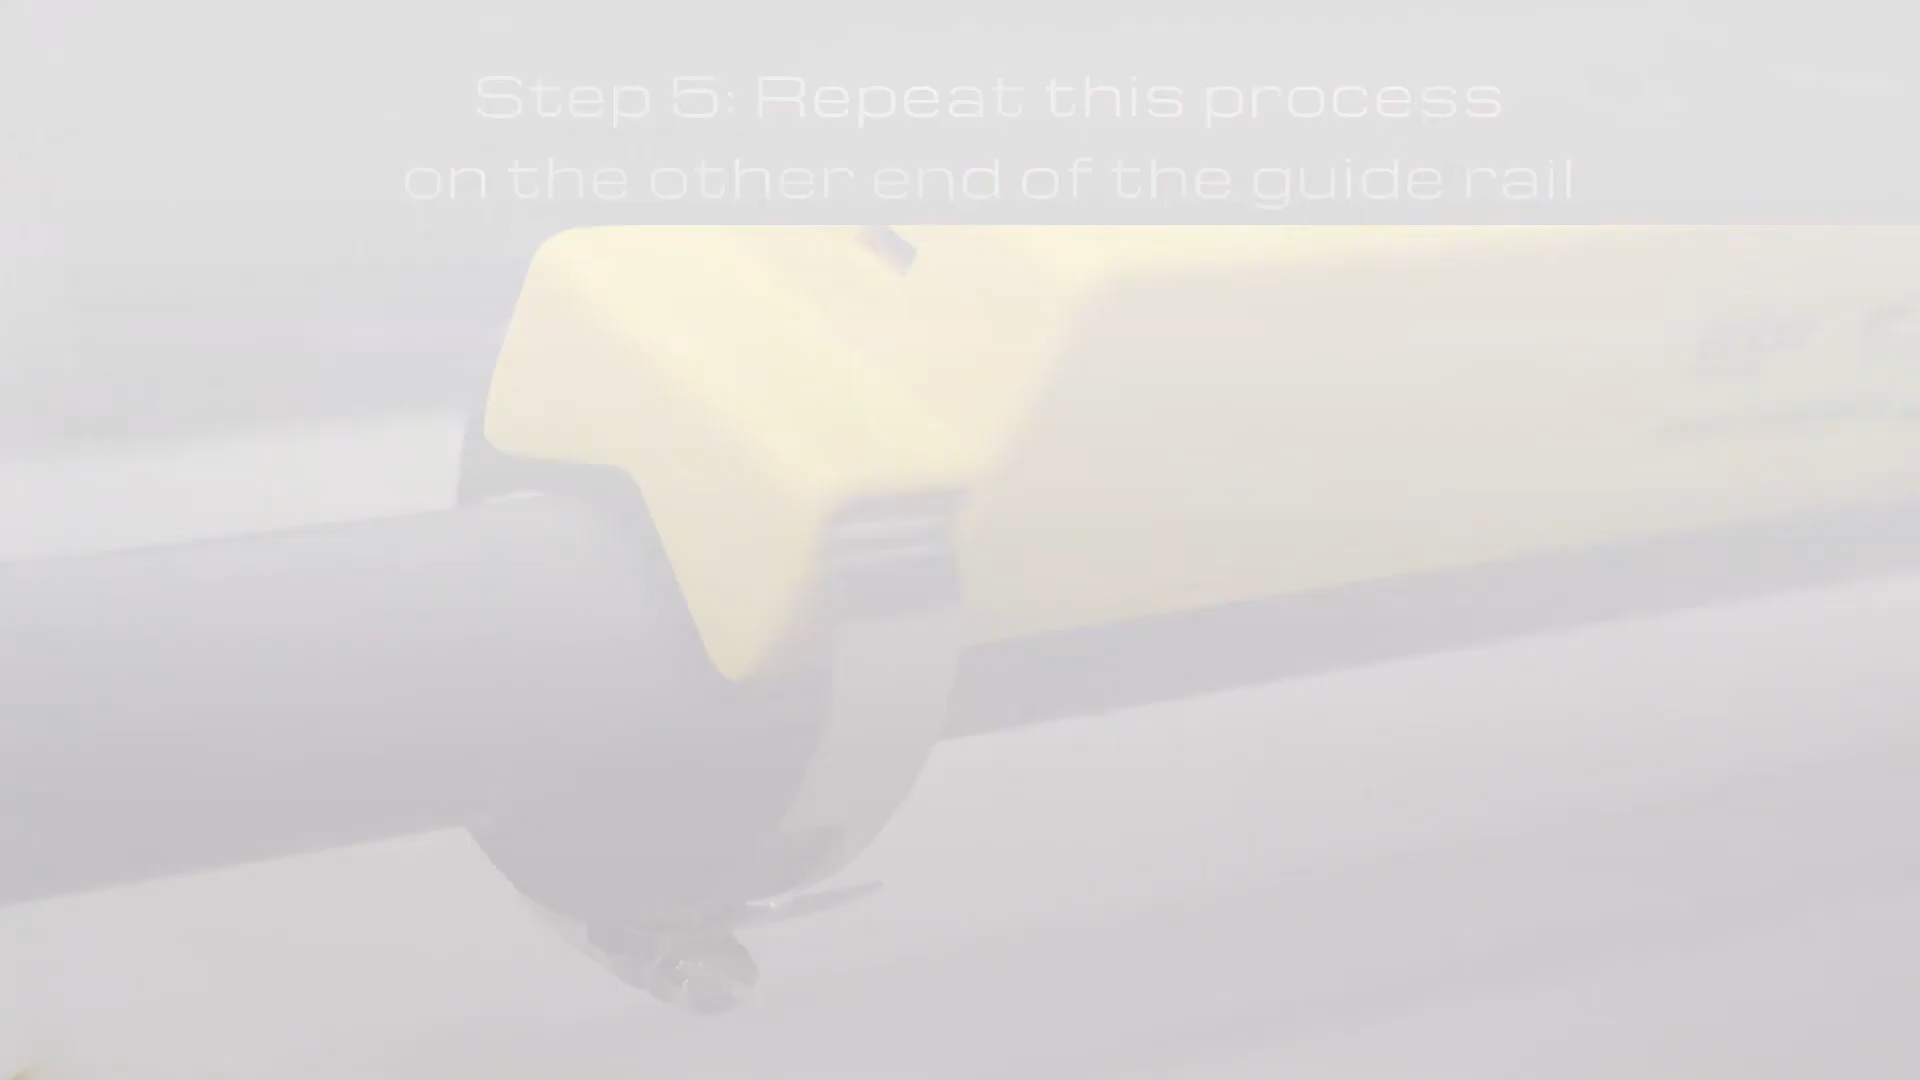 Step 5: Repeat this process
on the other end of the guide rail